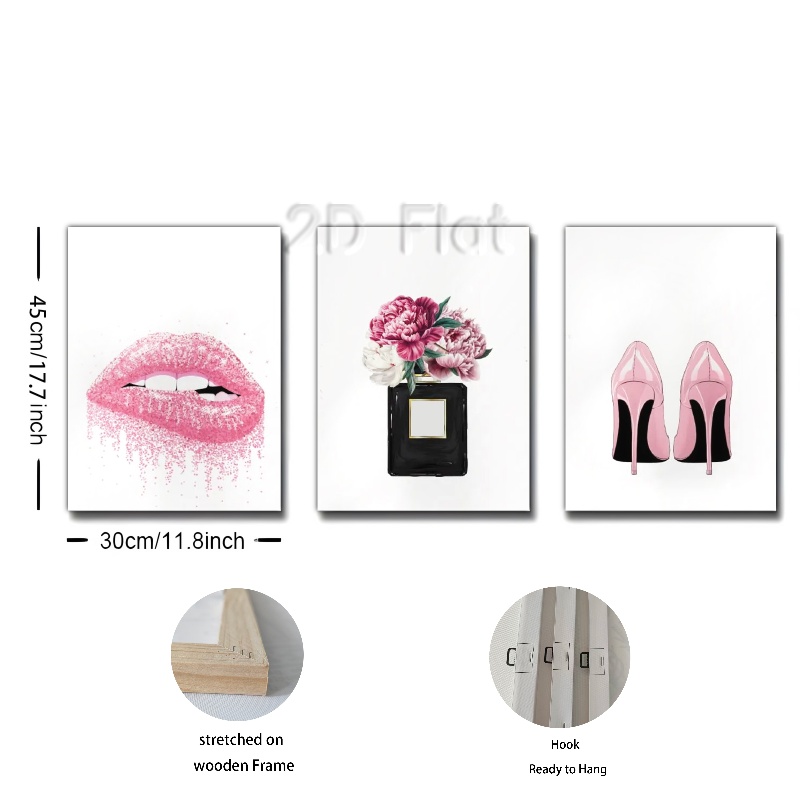 2D Flat
45cm/17.7inch
30cm/11.8inch
stretched on
wooden Frame
Hook
Ready to Hang